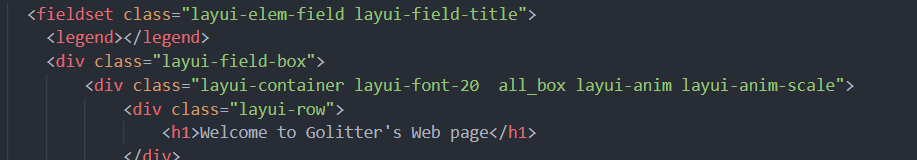 <fieldset class="layui-elem-field layui-field-title">
<legend></legend>
<div class="layui-field-box">
<div class="layui-container layui-font-20  all_box layui-anim layui-anim-scale">
<div class="layui-row">
<h1>Welcome to Golitter's Web page</h1>
</div>